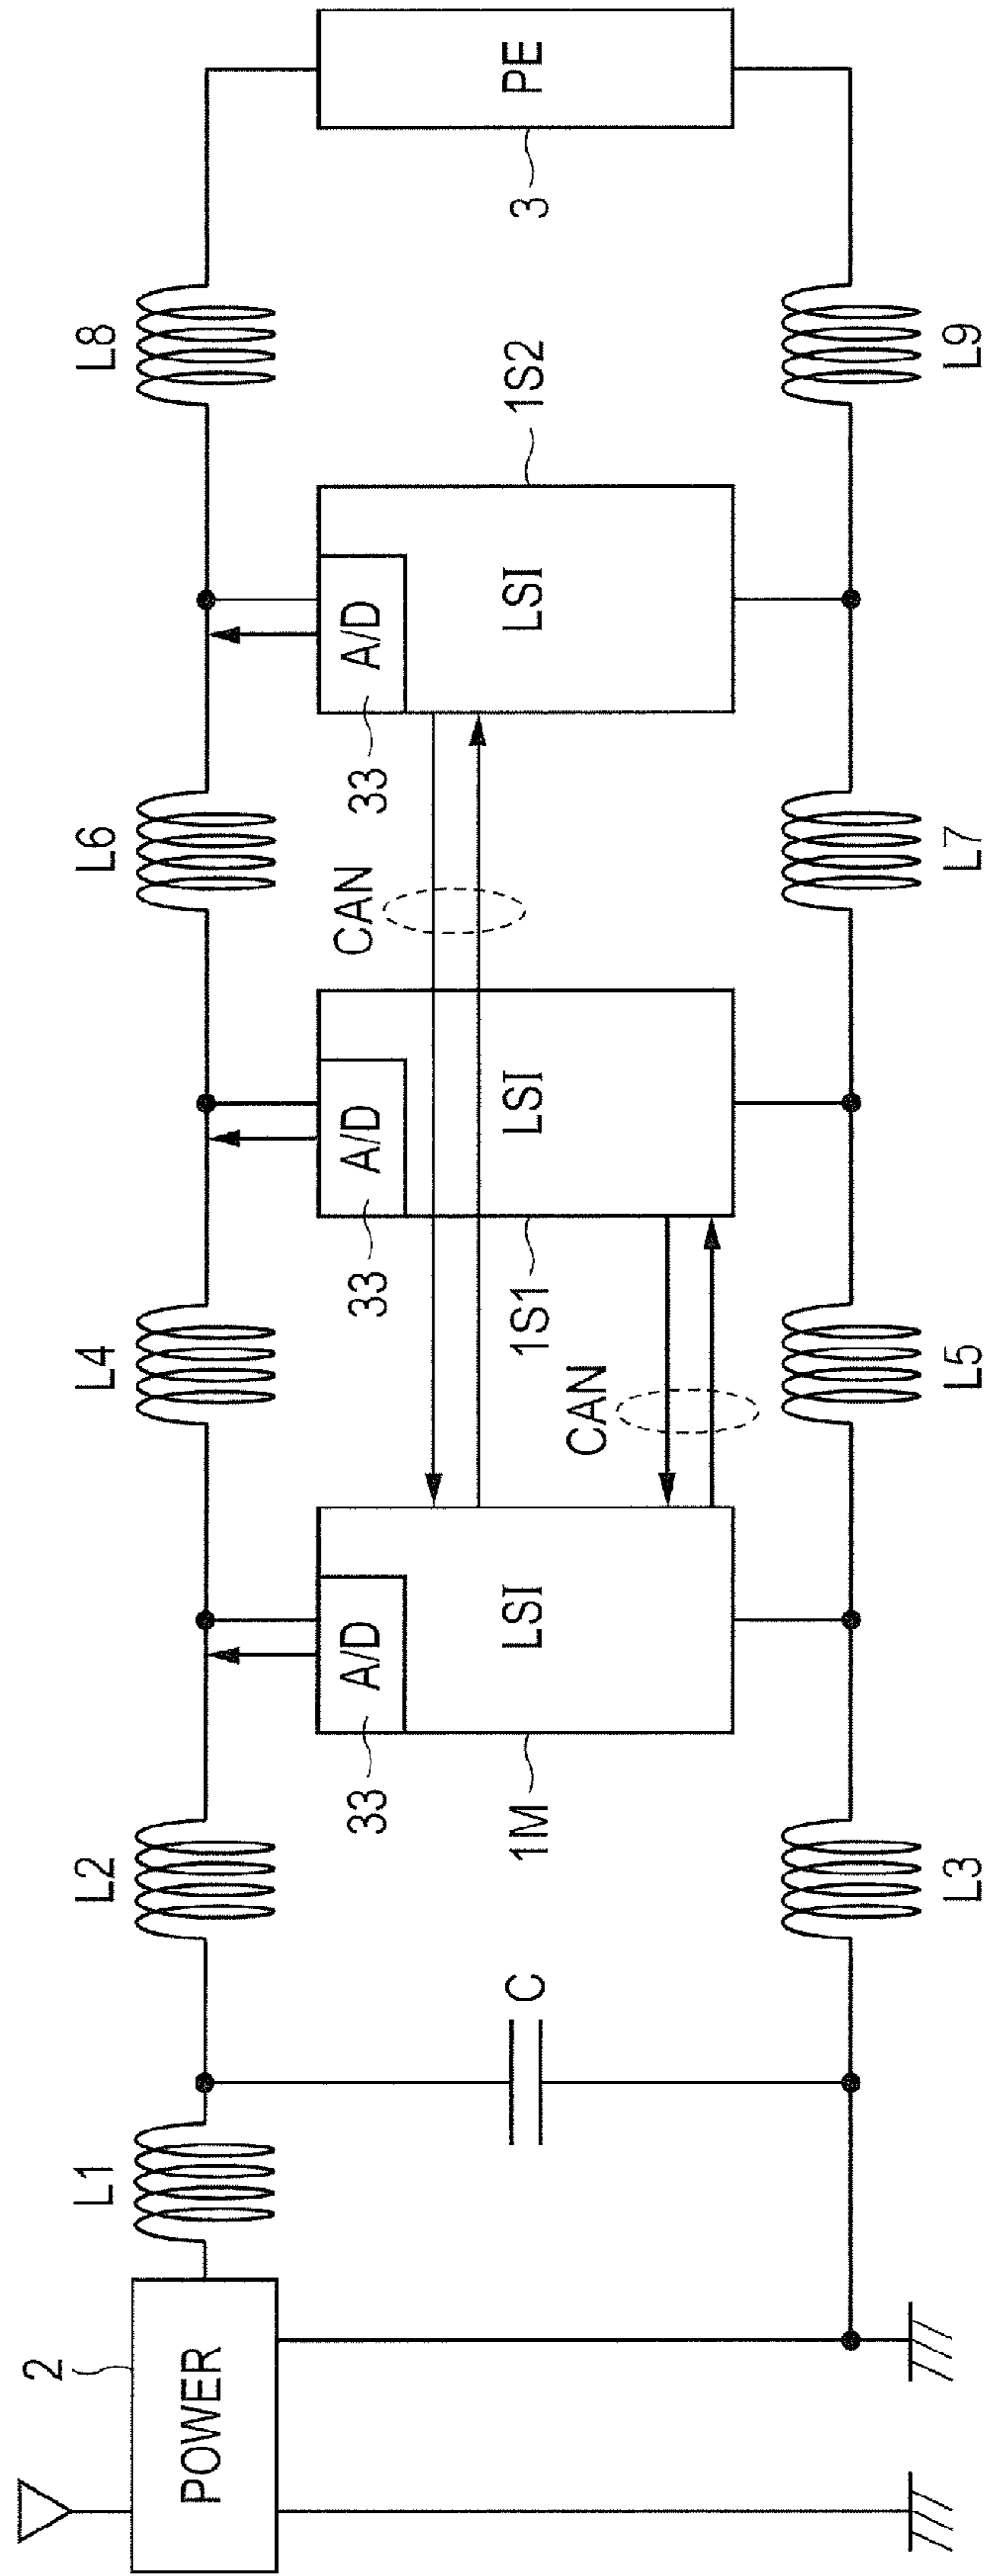 2
POWER
L1
C
L2
L3
33
A/D
LSI
1M
L4
L5
CAN
33
A/D
LSI
1S1
CAN
L6
L7
33
A/D
LSI
1S2
L8
L9
3
PE